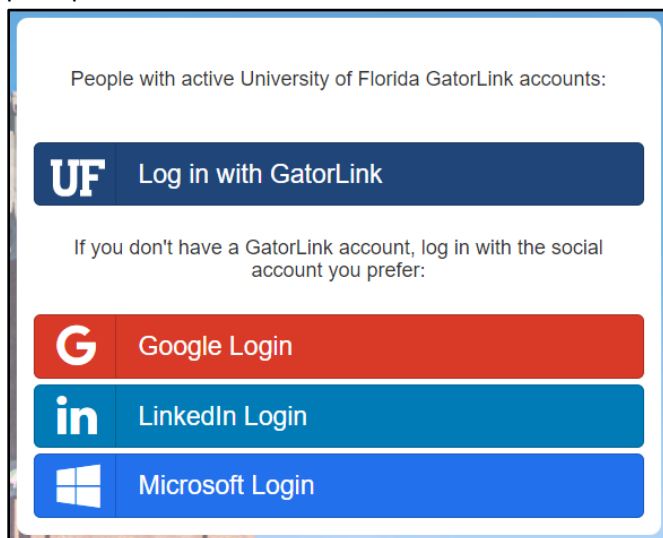 People with active University of Florida GatorLink accounts:
UF Log in with GatorLink
If you don't have a GatorLink account, log in with the social
account you prefer:
G Google Login
in LinkedIn Login
Microsoft Login